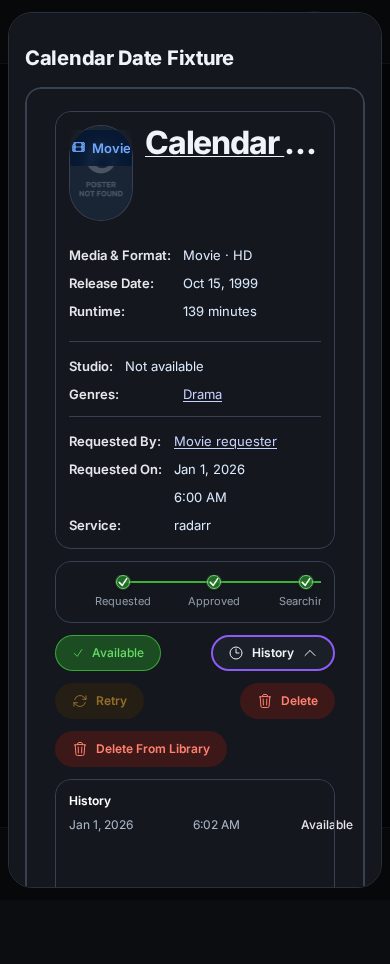 Calendar Date Fixture
Movie
POSTER
NOT FOUND
Calendar ...
Media & Format: Movie · HD
Release Date: Oct 15, 1999
Runtime: 139 minutes
Studio: Not available
Genres: Drama
Requested By: Movie requester
Requested On: Jan 1, 2026
6:00 AM
Service: radarr
Requested Approved Searchin
Available History
Retry Delete
Delete From Library
History
Jan 1, 2026 6:02 AM Available